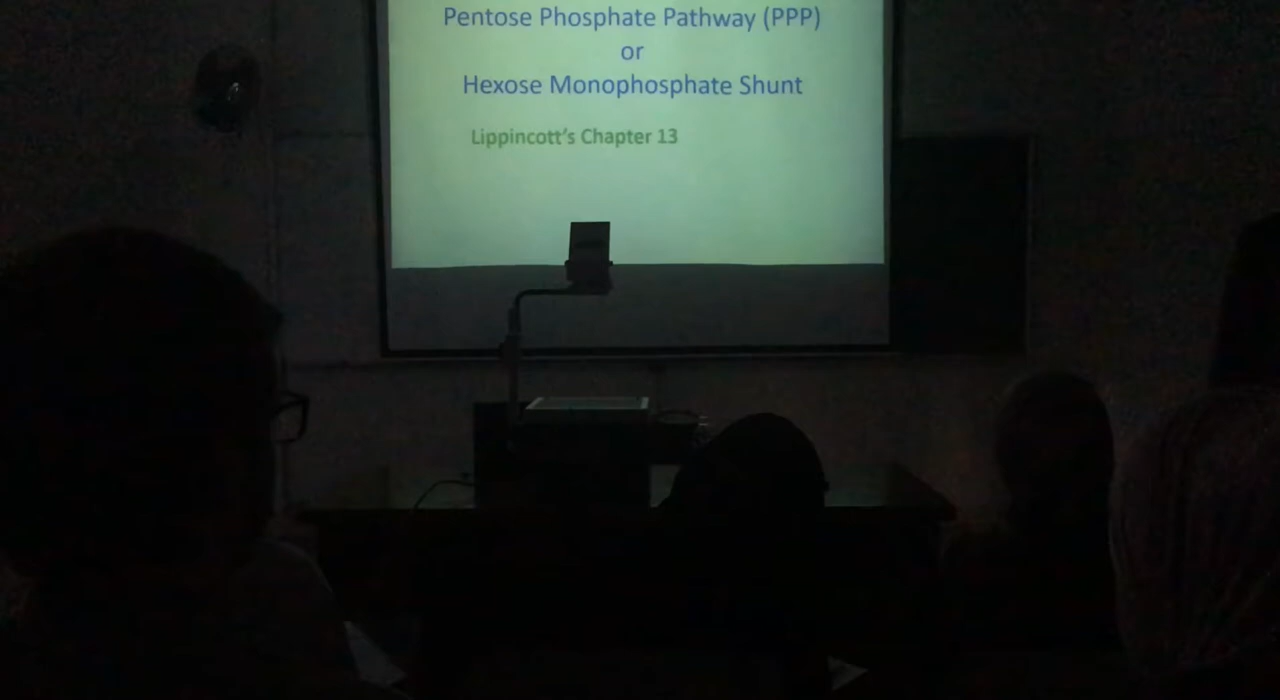 Pentose Phosphate Pathway (PPP)
or
Hexose Monophosphate Shunt
Lippincott's Chapter 13